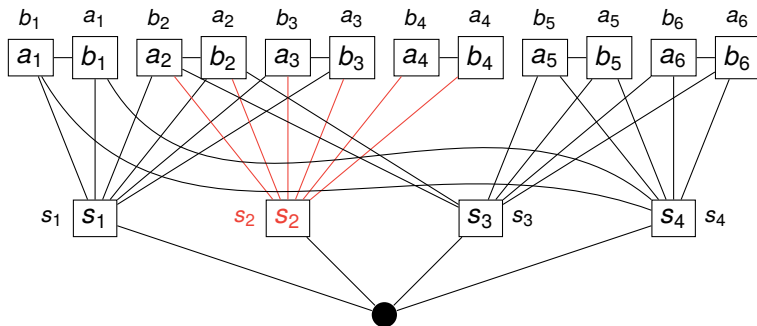 b₁ a₁ b₂ a₂ b₃ a₃ b₄ a₄ b₅ a₅ b₆ a₆
a₁ b₁ a₂ b₂ a₃ b₃ a₄ b₄ a₅ b₅ a₆ b₆
s₁ s₁ s₂ s₂ s₃ s₃ s₄ s₄